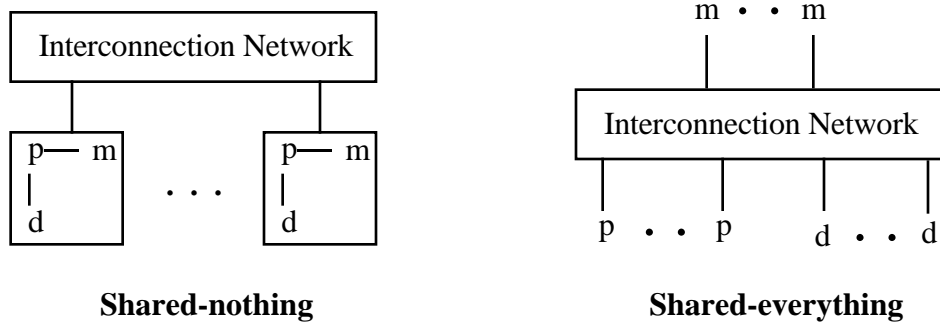 Interconnection Network
p m
d
. . .
p m
d
Shared-nothing
m . . m
Interconnection Network
p . . p
d . . d
Shared-everything